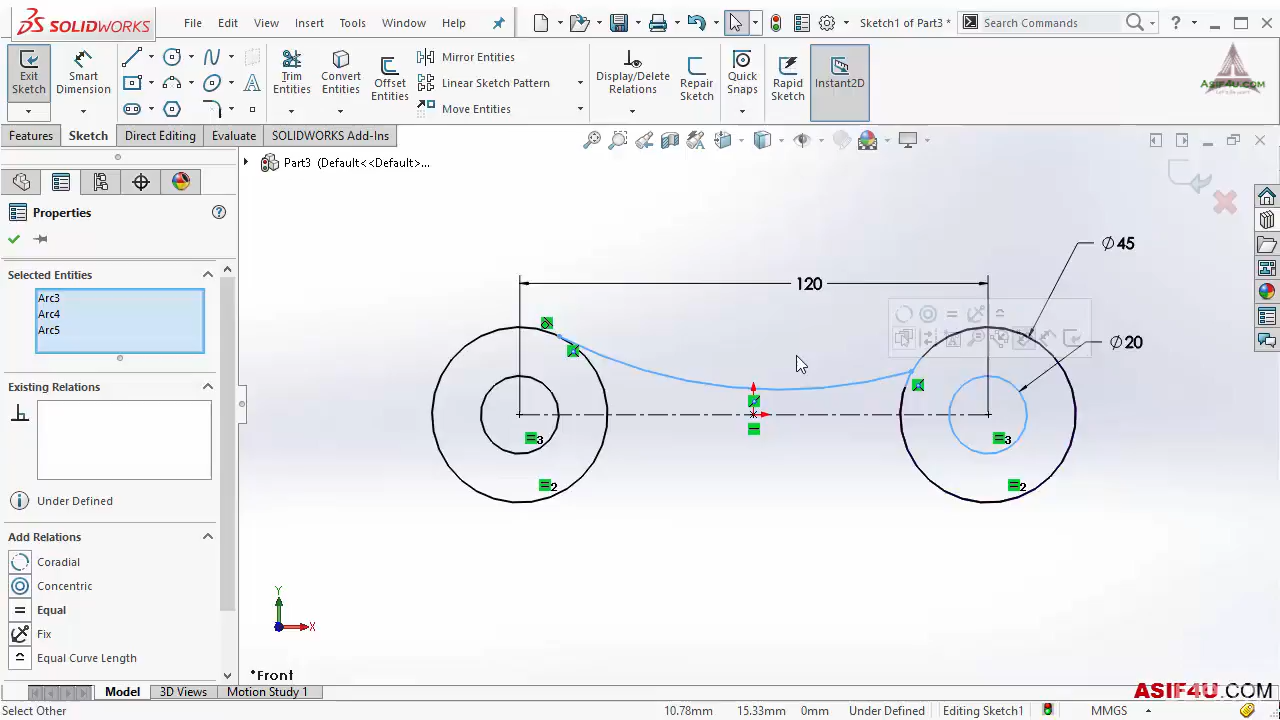 SOLIDWORKS
File
Edit
View
Insert
Tools
Window
Help
Sketch1 of Part3 *
Search Commands
?
Exit Sketch
Smart Dimension
Trim Entities
Convert Entities
Offset Entities
Mirror Entities
Linear Sketch Pattern
Move Entities
Display/Delete Relations
Repair Sketch
Quick Snaps
Rapid Sketch
Instant2D
ASIF4U.COM
Features
Sketch
Direct Editing
Evaluate
SOLIDWORKS Add-Ins
Part3 (Default<<Default>...
Properties
?
Selected Entities
Arc3
Arc4
Arc5
Existing Relations
Under Defined
Add Relations
Coradial
Concentric
Equal
Fix
Equal Curve Length
120
∅45
∅20
3
2
3
2
Y
X
*Front
Model
3D Views
Motion Study 1
ASIF4U.COM
Select Other
10.78mm
15.33mm
0mm
Under Defined
Editing Sketch1
MMGS